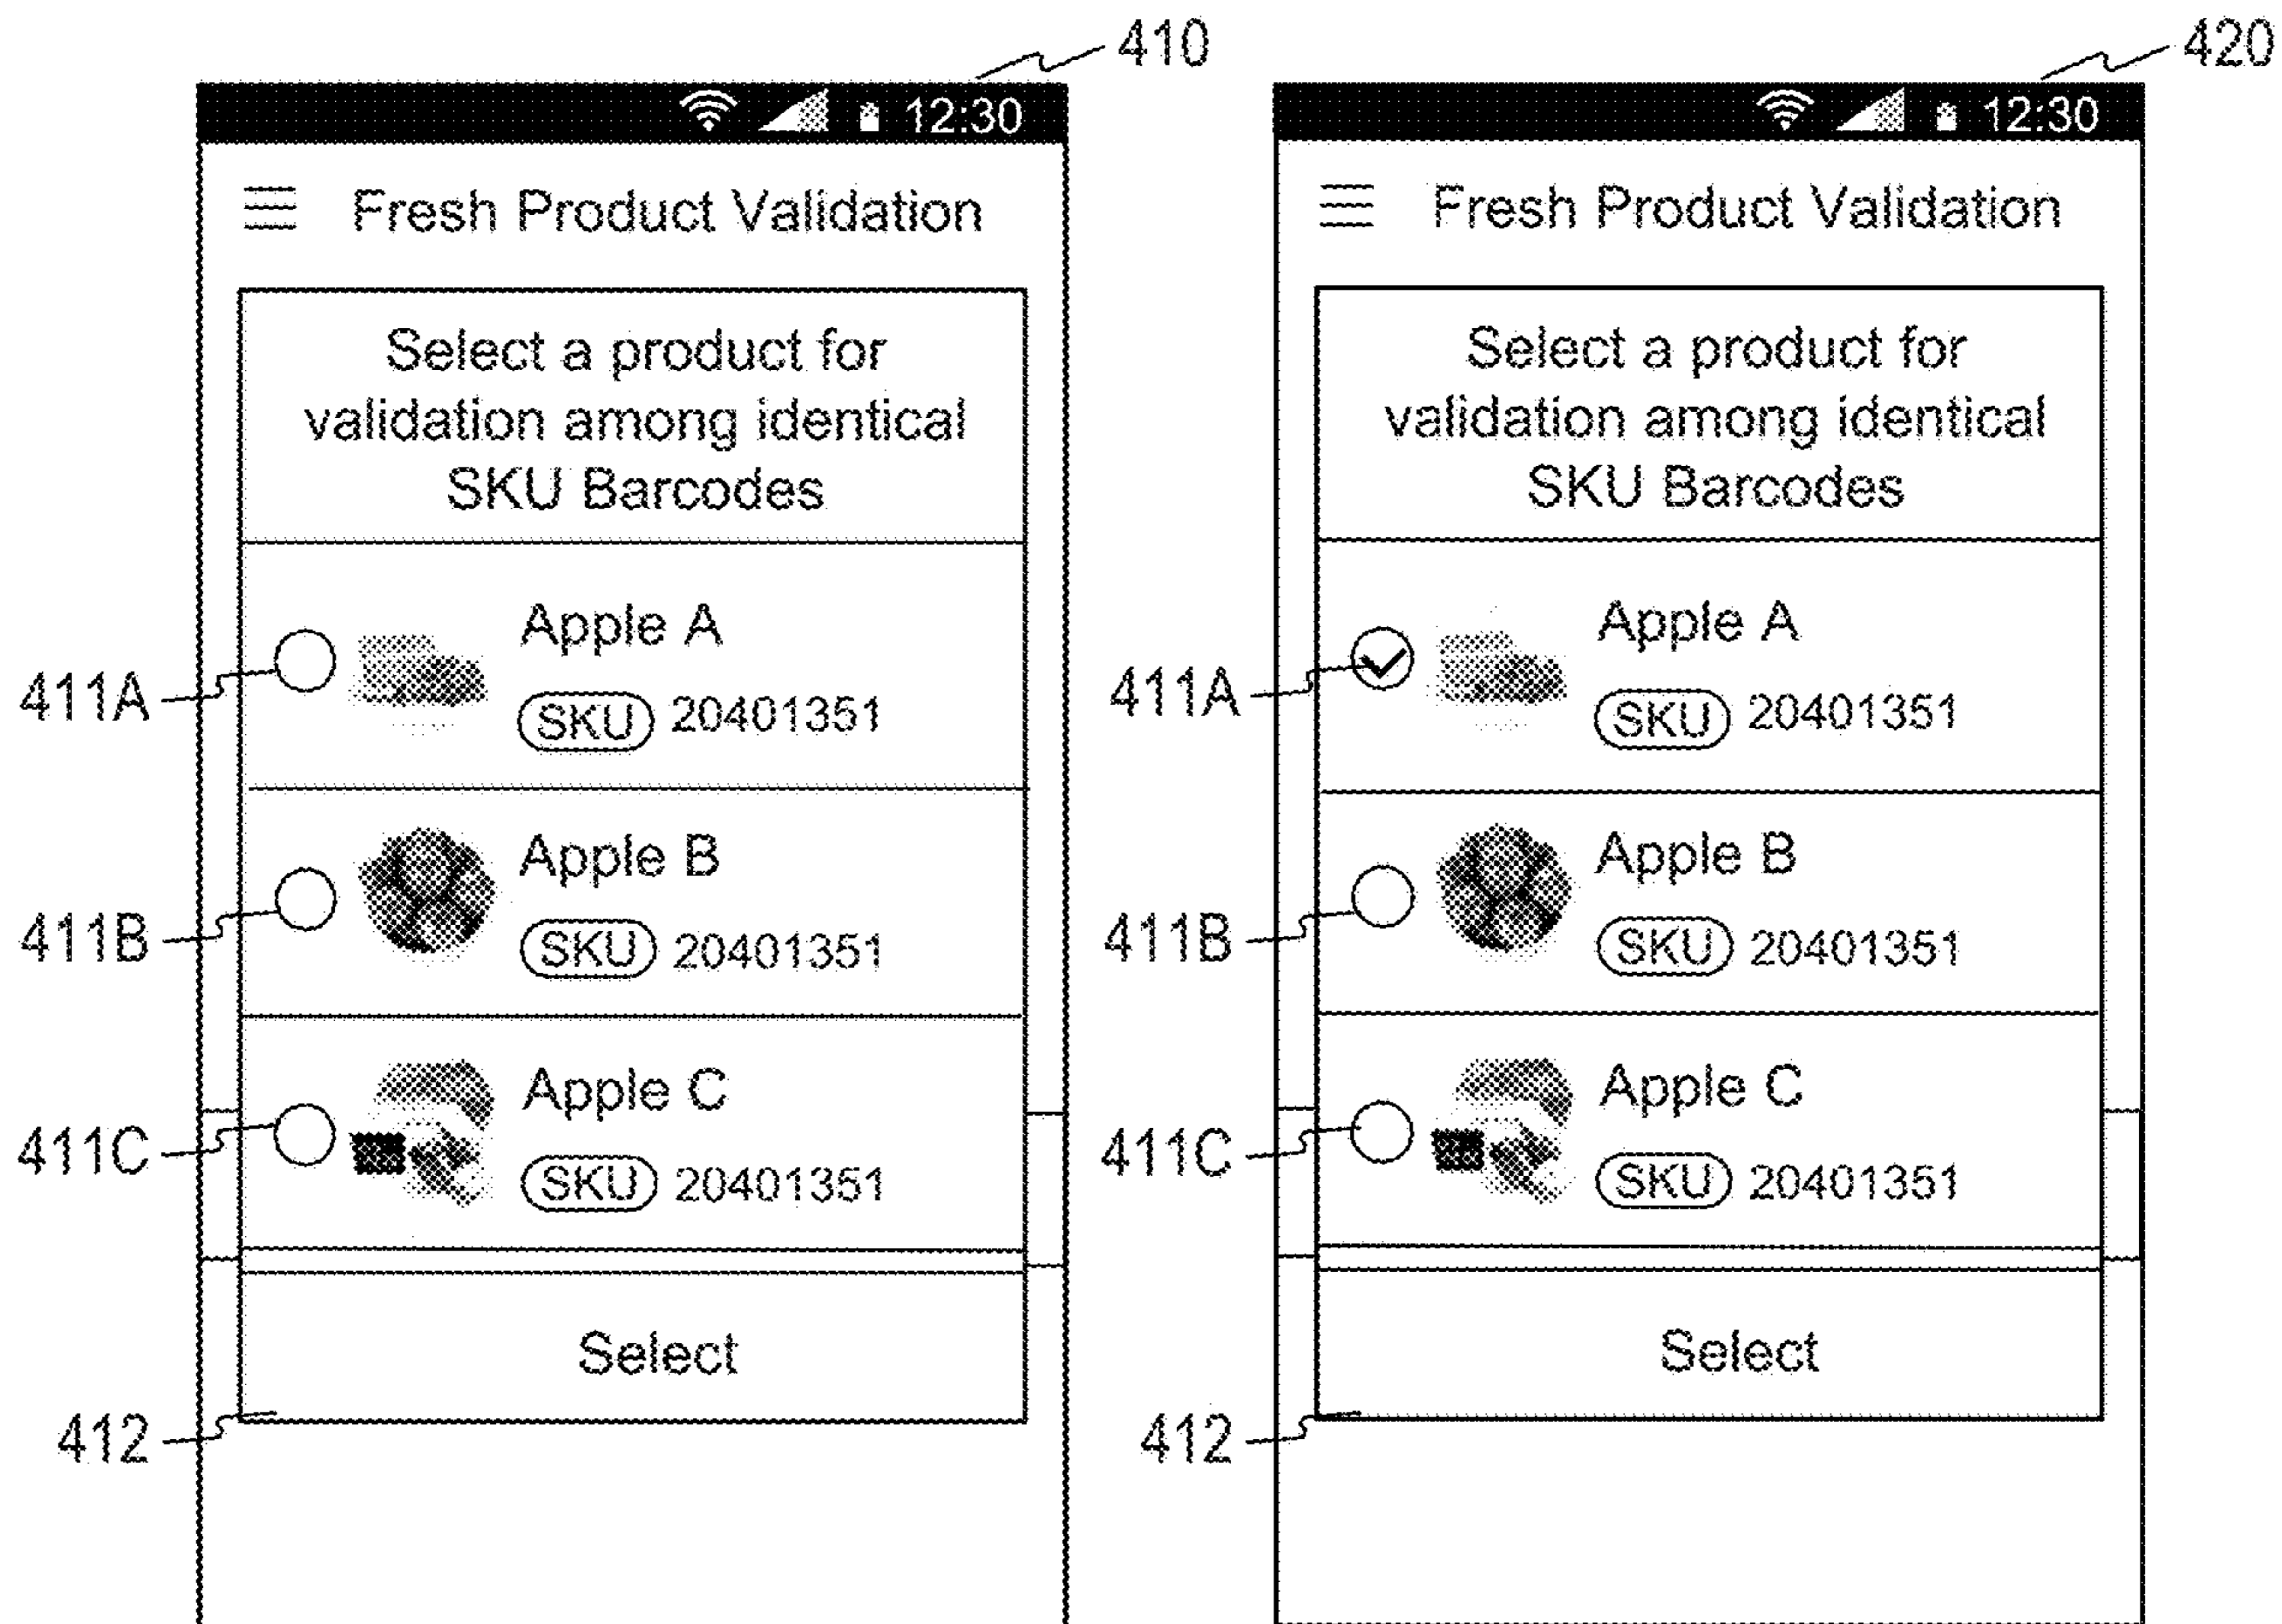 410
12:30
Fresh Product Validation
Select a product for
validation among identical
SKU Barcodes
411A
Apple A
SKU 20401351
411B
Apple B
SKU 20401351
411C
Apple C
SKU 20401351
Select
412
420
12:30
Fresh Product Validation
Select a product for
validation among identical
SKU Barcodes
411A
Apple A
SKU 20401351
411B
Apple B
SKU 20401351
411C
Apple C
SKU 20401351
Select
412